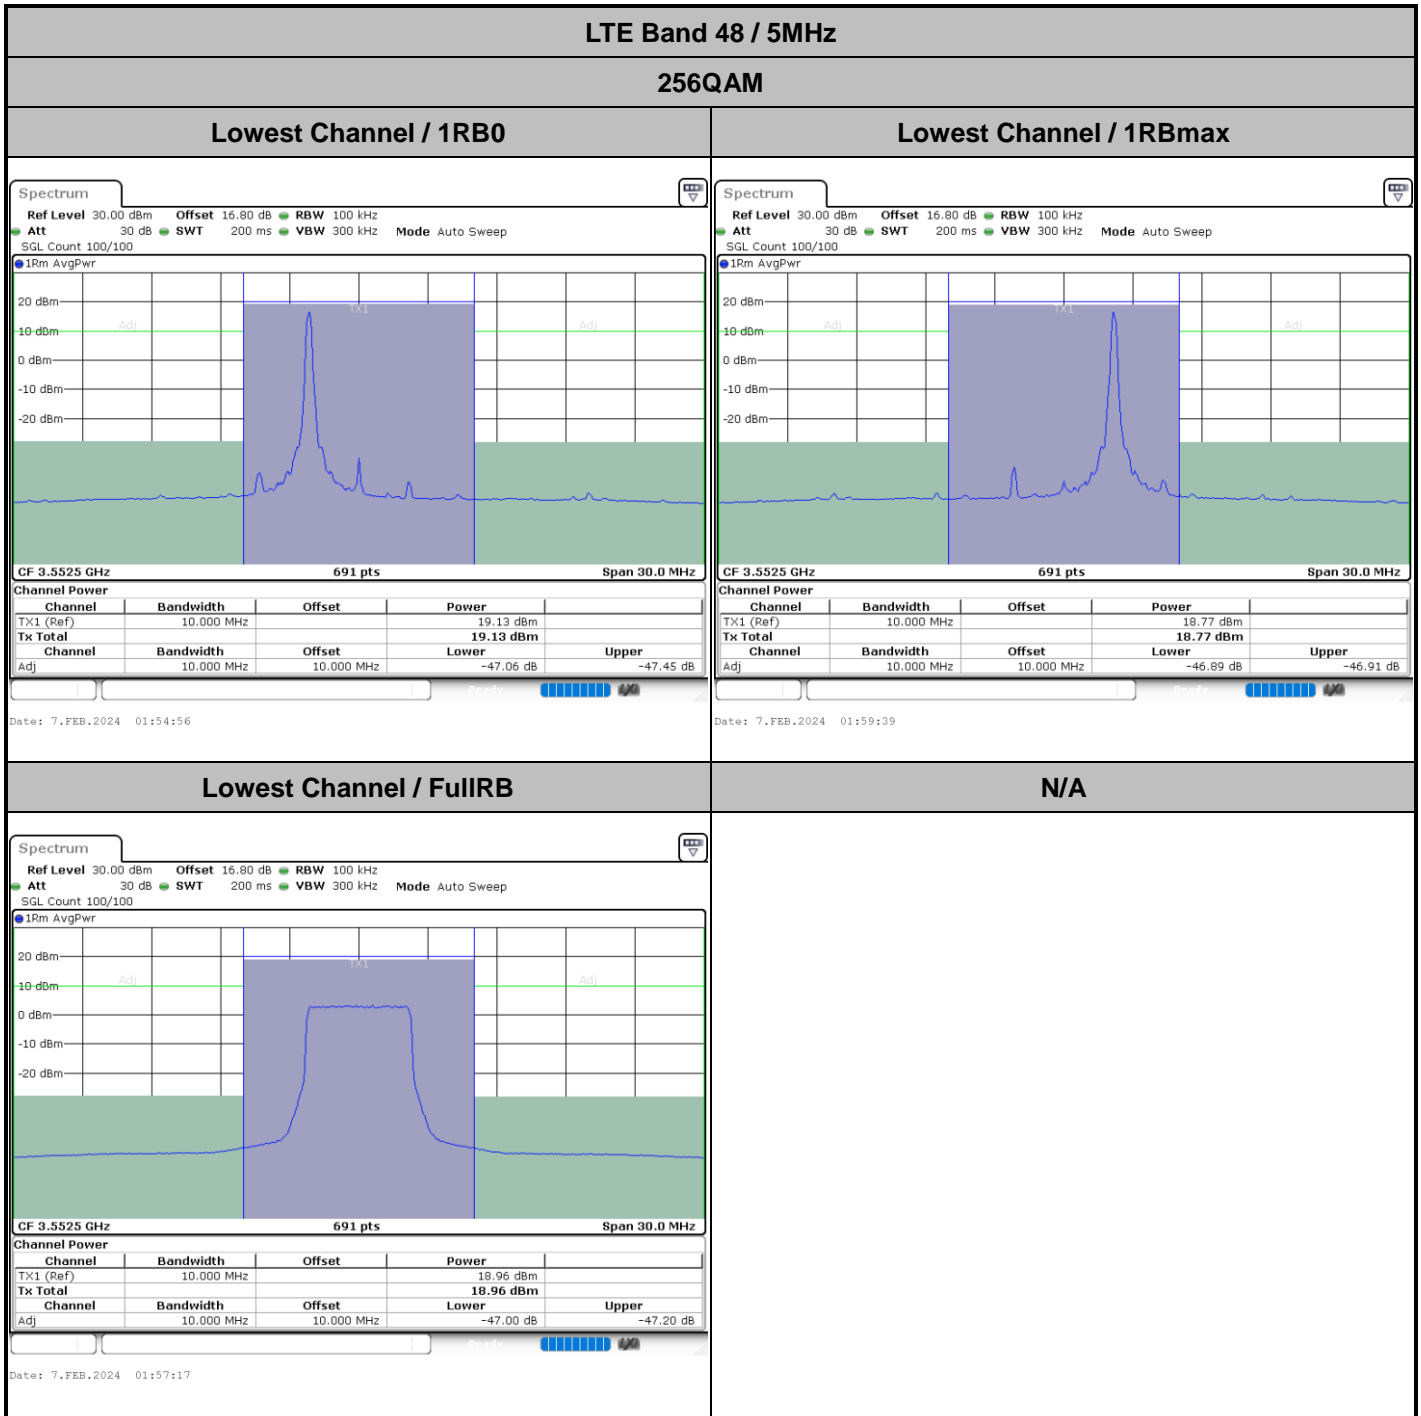 LTE Band 48 / 5MHz
256QAM
Lowest Channel / 1RB0
Lowest Channel / 1RBmax
Spectrum
Ref Level 30.00 dBm Offset 16.80 dB RBW 100 kHz
Att 30 dB SWT 200 ms VBW 300 kHz Mode Auto Sweep
SGL Count 100/100
1Rm AvgPwr
20 dBm
10 dBm
0 dBm
-10 dBm
-20 dBm
Adj
TX1
Adj
CF 3.5525 GHz 691 pts Span 30.0 MHz
Channel Power
Channel Bandwidth Offset Power
TX1 (Ref) 10.000 MHz 19.13 dBm
Tx Total 19.13 dBm
Channel Bandwidth Offset Lower Upper
Adj 10.000 MHz 10.000 MHz -47.06 dB -47.45 dB
Ready
Date: 7.FEB.2024 01:54:56
Spectrum
Ref Level 30.00 dBm Offset 16.80 dB RBW 100 kHz
Att 30 dB SWT 200 ms VBW 300 kHz Mode Auto Sweep
SGL Count 100/100
1Rm AvgPwr
20 dBm
10 dBm
0 dBm
-10 dBm
-20 dBm
Adj
TX1
Adj
CF 3.5525 GHz 691 pts Span 30.0 MHz
Channel Power
Channel Bandwidth Offset Power
TX1 (Ref) 10.000 MHz 18.77 dBm
Tx Total 18.77 dBm
Channel Bandwidth Offset Lower Upper
Adj 10.000 MHz 10.000 MHz -46.89 dB -46.91 dB
Ready
Date: 7.FEB.2024 01:59:39
Lowest Channel / FullRB
N/A
Spectrum
Ref Level 30.00 dBm Offset 16.80 dB RBW 100 kHz
Att 30 dB SWT 200 ms VBW 300 kHz Mode Auto Sweep
SGL Count 100/100
1Rm AvgPwr
20 dBm
10 dBm
0 dBm
-10 dBm
-20 dBm
Adj
TX1
Adj
CF 3.5525 GHz 691 pts Span 30.0 MHz
Channel Power
Channel Bandwidth Offset Power
TX1 (Ref) 10.000 MHz 18.96 dBm
Tx Total 18.96 dBm
Channel Bandwidth Offset Lower Upper
Adj 10.000 MHz 10.000 MHz -47.00 dB -47.20 dB
Ready
Date: 7.FEB.2024 01:57:17